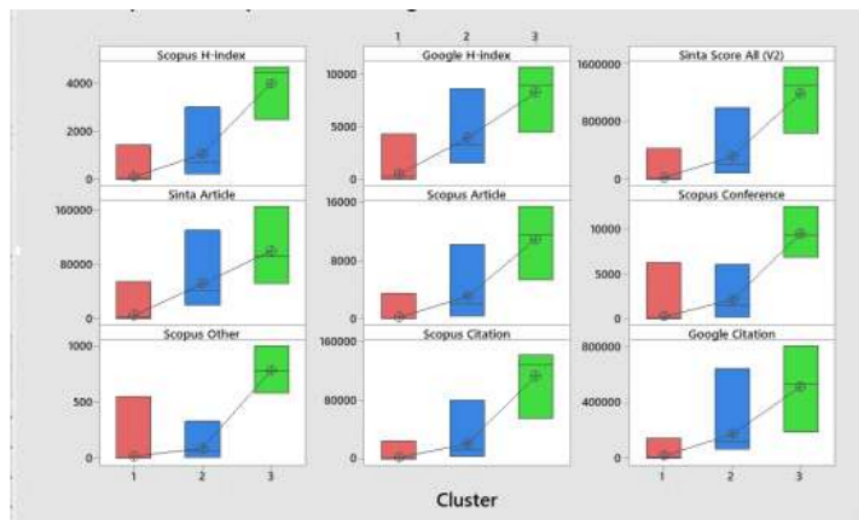 1 2 3
Scopus H-index Google H-index Sinta Score All (V2)
4000 10000 1600000
2000 5000 800000
0 0 0
Sinta Article Scopus Article Scopus Conference
160000 16000 10000
80000 8000 5000
0 0 0
Scopus Other Scopus Citation Google Citation
1000 160000 800000
500 80000 400000
0 0 0
1 2 3 1 2 3
Cluster